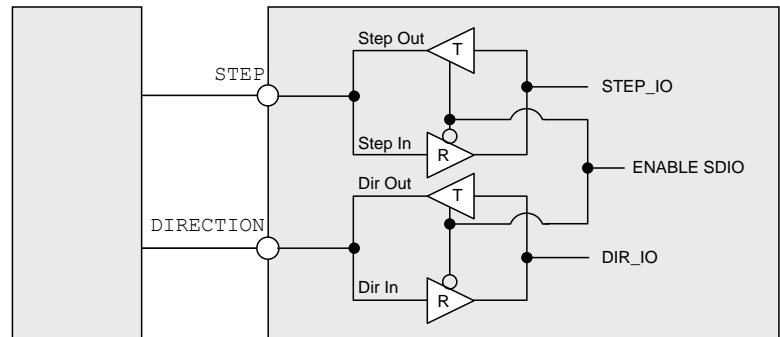 Step Out
T
STEP
STEP_IO
Step In
R
ENABLE SDIO
Dir Out
T
DIRECTION
DIR_IO
Dir In
R